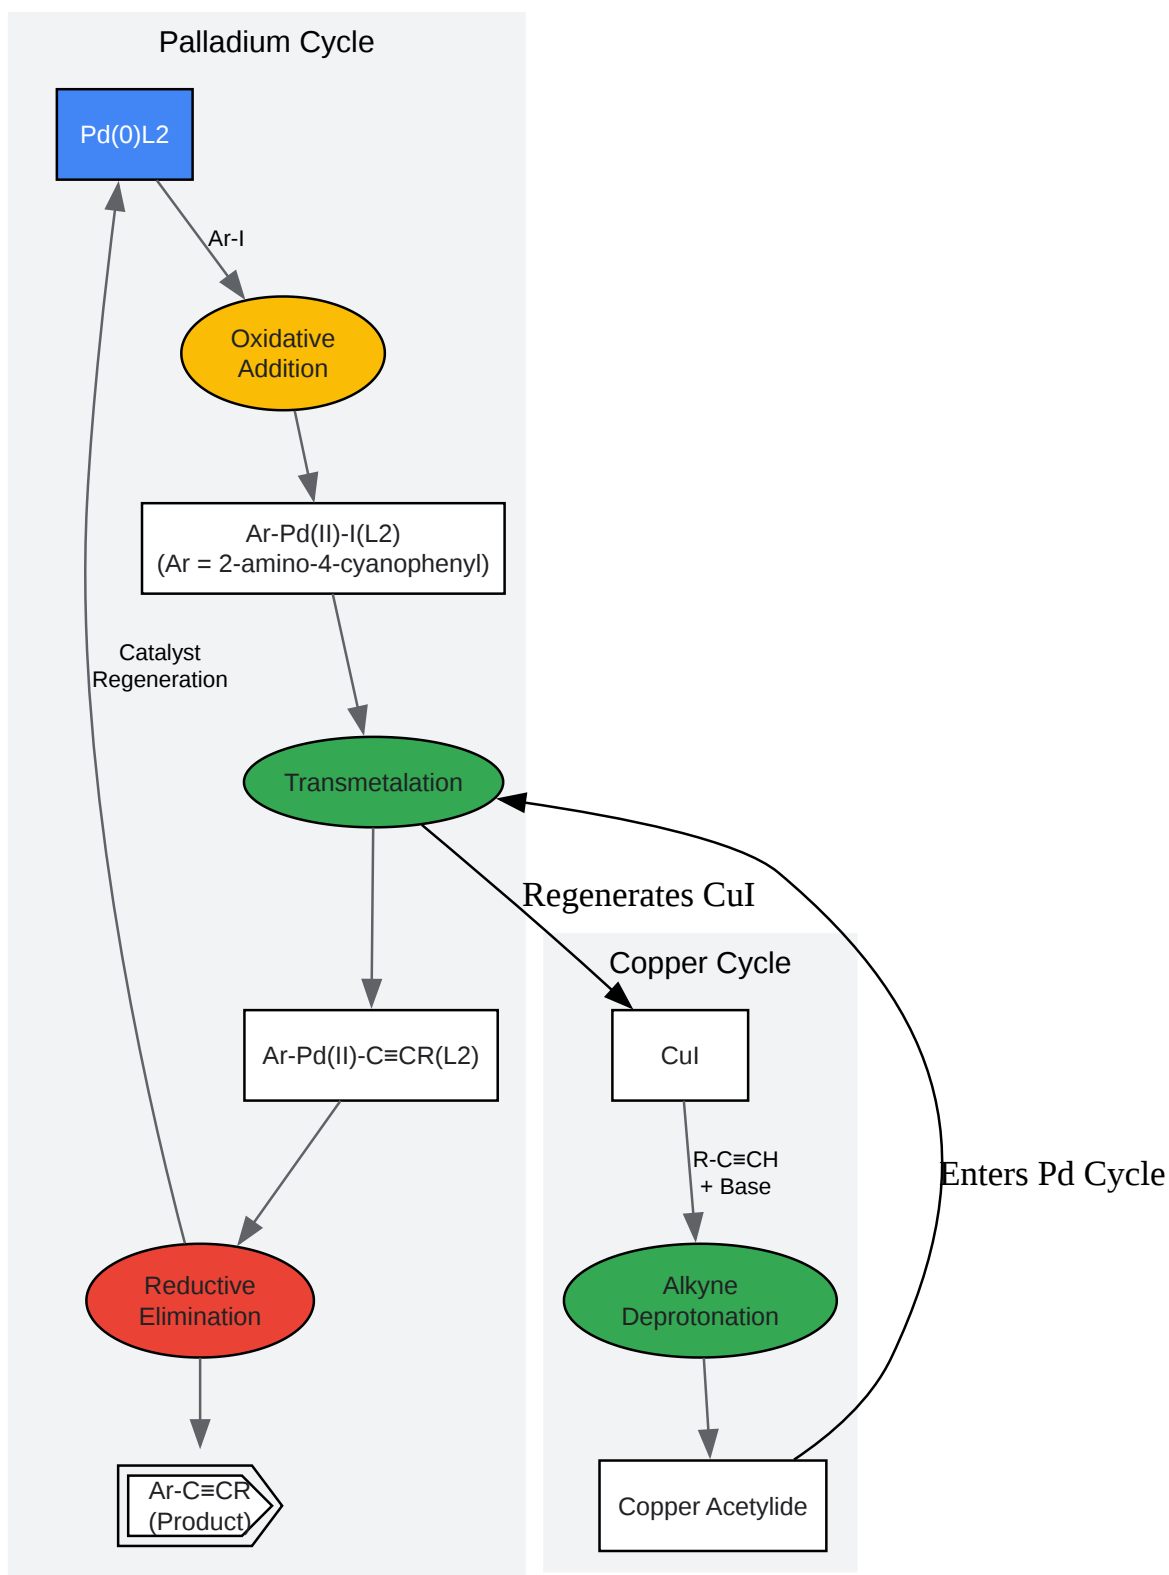 Palladium Cycle
Pd(0)L2
Ar-I
Oxidative
Addition
Ar-Pd(II)-I(L2)
(Ar = 2-amino-4-cyanophenyl)
Catalyst
Regeneration
Transmetalation
Regenerates CuI
Copper Cycle
Ar-Pd(II)-C≡CR(L2)
CuI
R-C≡CH
+ Base
Enters Pd Cycle
Reductive
Elimination
Alkyne
Deprotonation
Ar-C≡CR
(Product)
Copper Acetylide